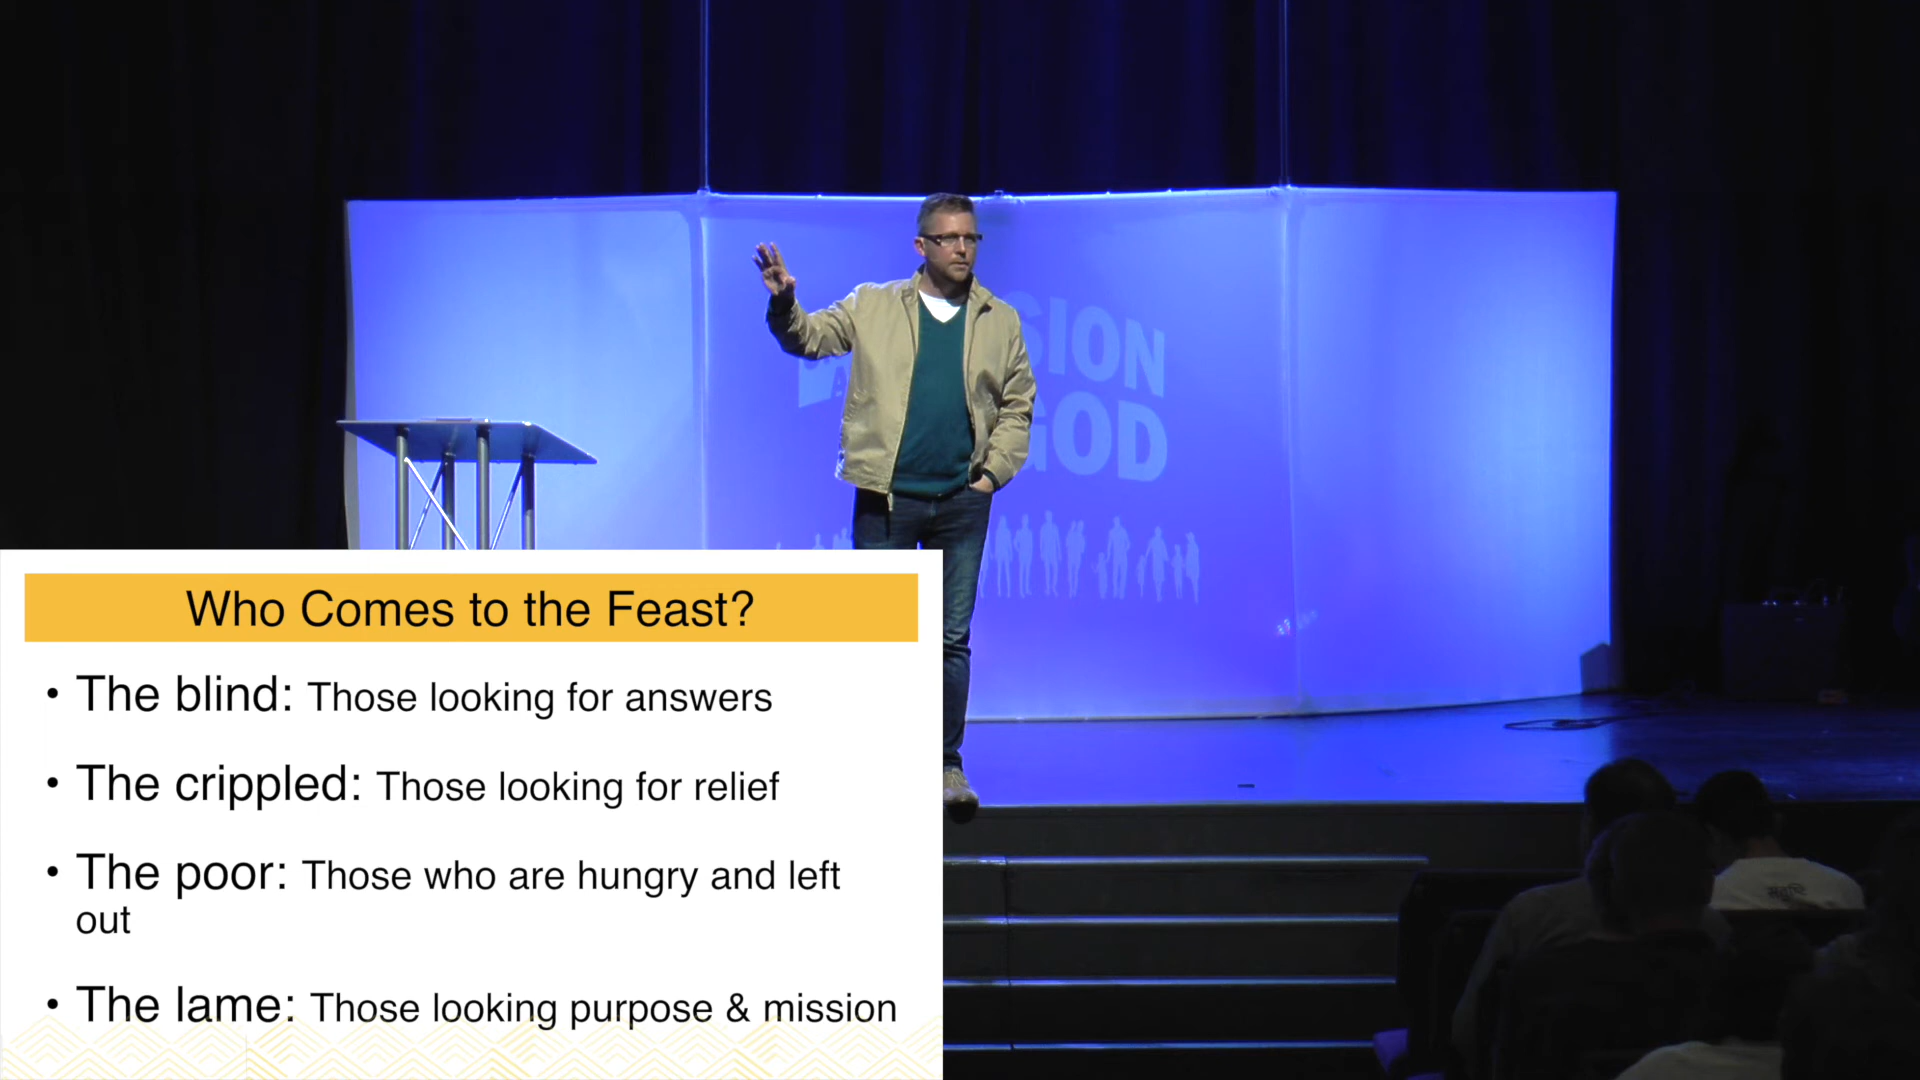 SION
GOD
Who Comes to the Feast?
• The blind: Those looking for answers
• The crippled: Those looking for relief
• The poor: Those who are hungry and left
out
• The lame: Those looking purpose & mission